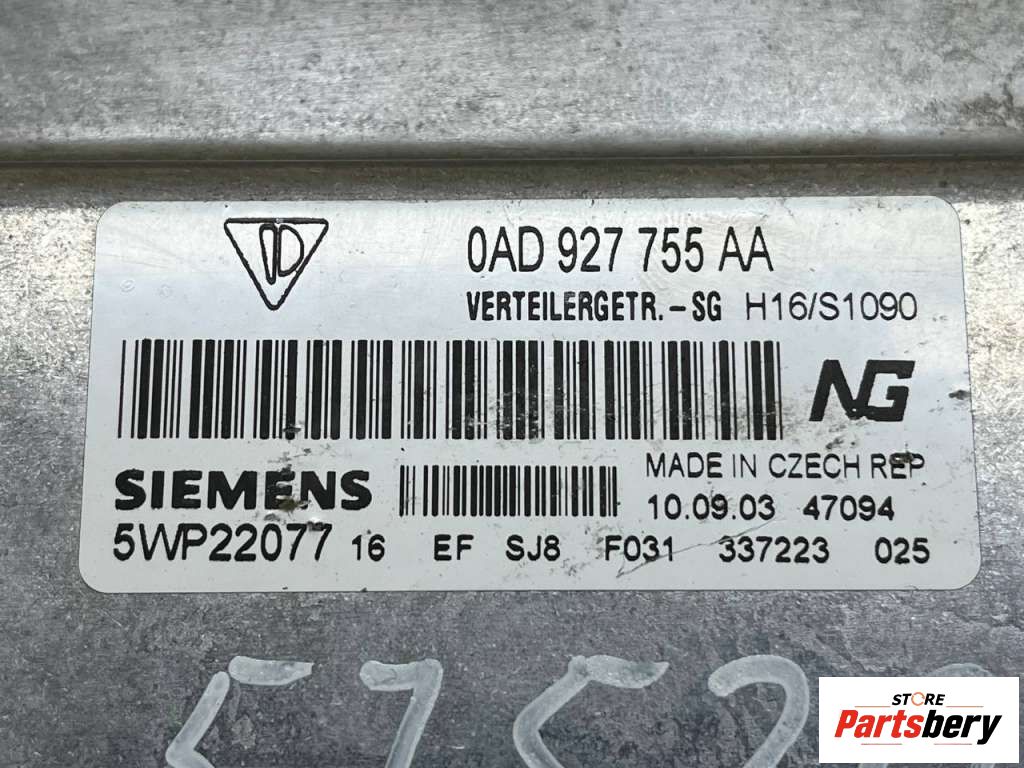 0AD 927 755 AA
VERTEILERGETR.-SG H16/S1090
NG
SIEMENS
MADE IN CZECH REP
10.09.03 47094
5WP22077 16 EF SJ8 F031 337223 025
STORE
Partsbery